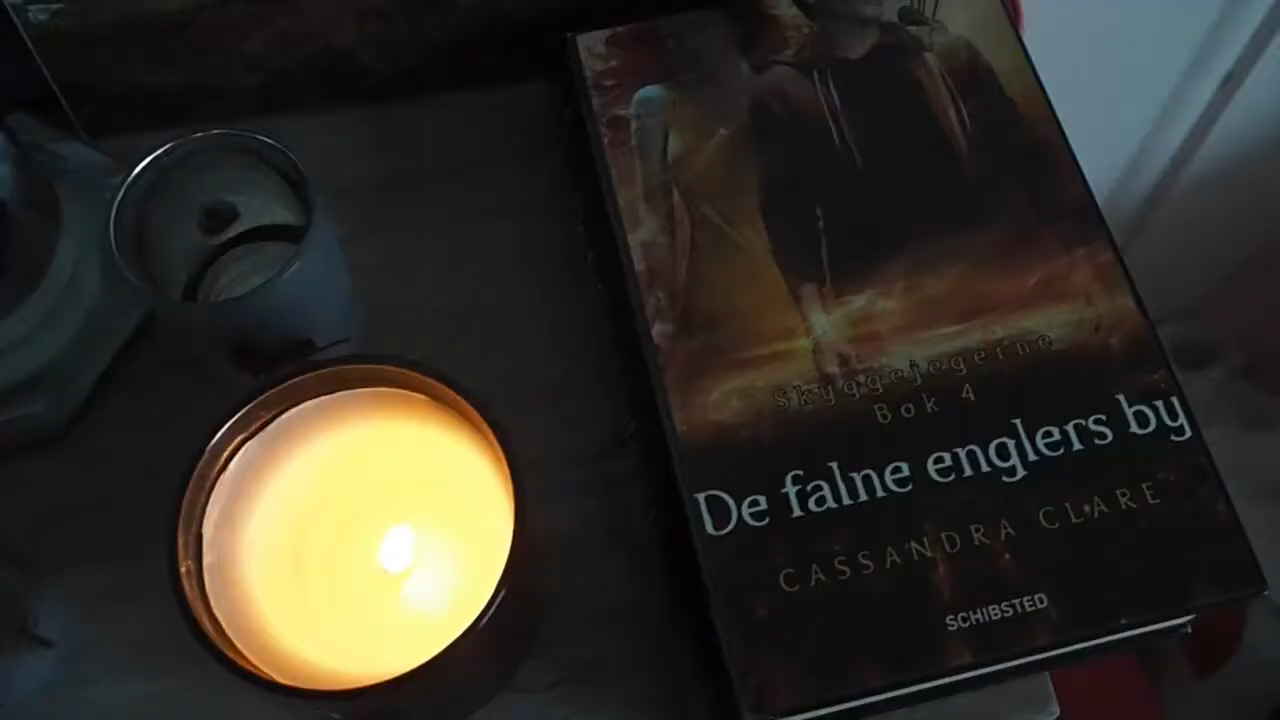 Skyggejegerne
Bok 4
De falne englers by
CASSANDRA CLARE
SCHIBSTED